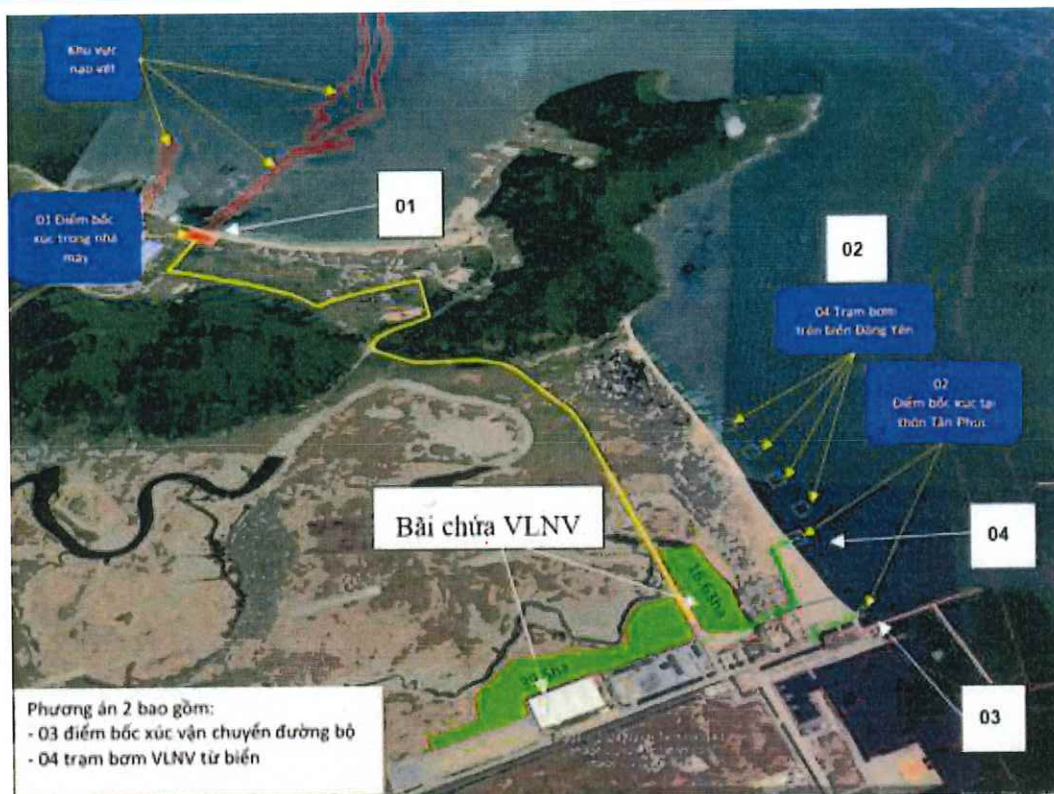 Khu vực
nạo vét
01
01 Điểm bốc
xúc trong nhà
máy
02
04 Trạm bơm
trên biển Đông Yên
02
Điểm bốc xúc tại
thôn Tân Phúc
Bãi chứa VLNV
04
03
Phương án 2 bao gồm:
- 03 điểm bốc xúc vận chuyển đường bộ
- 04 trạm bơm VLNV từ biển